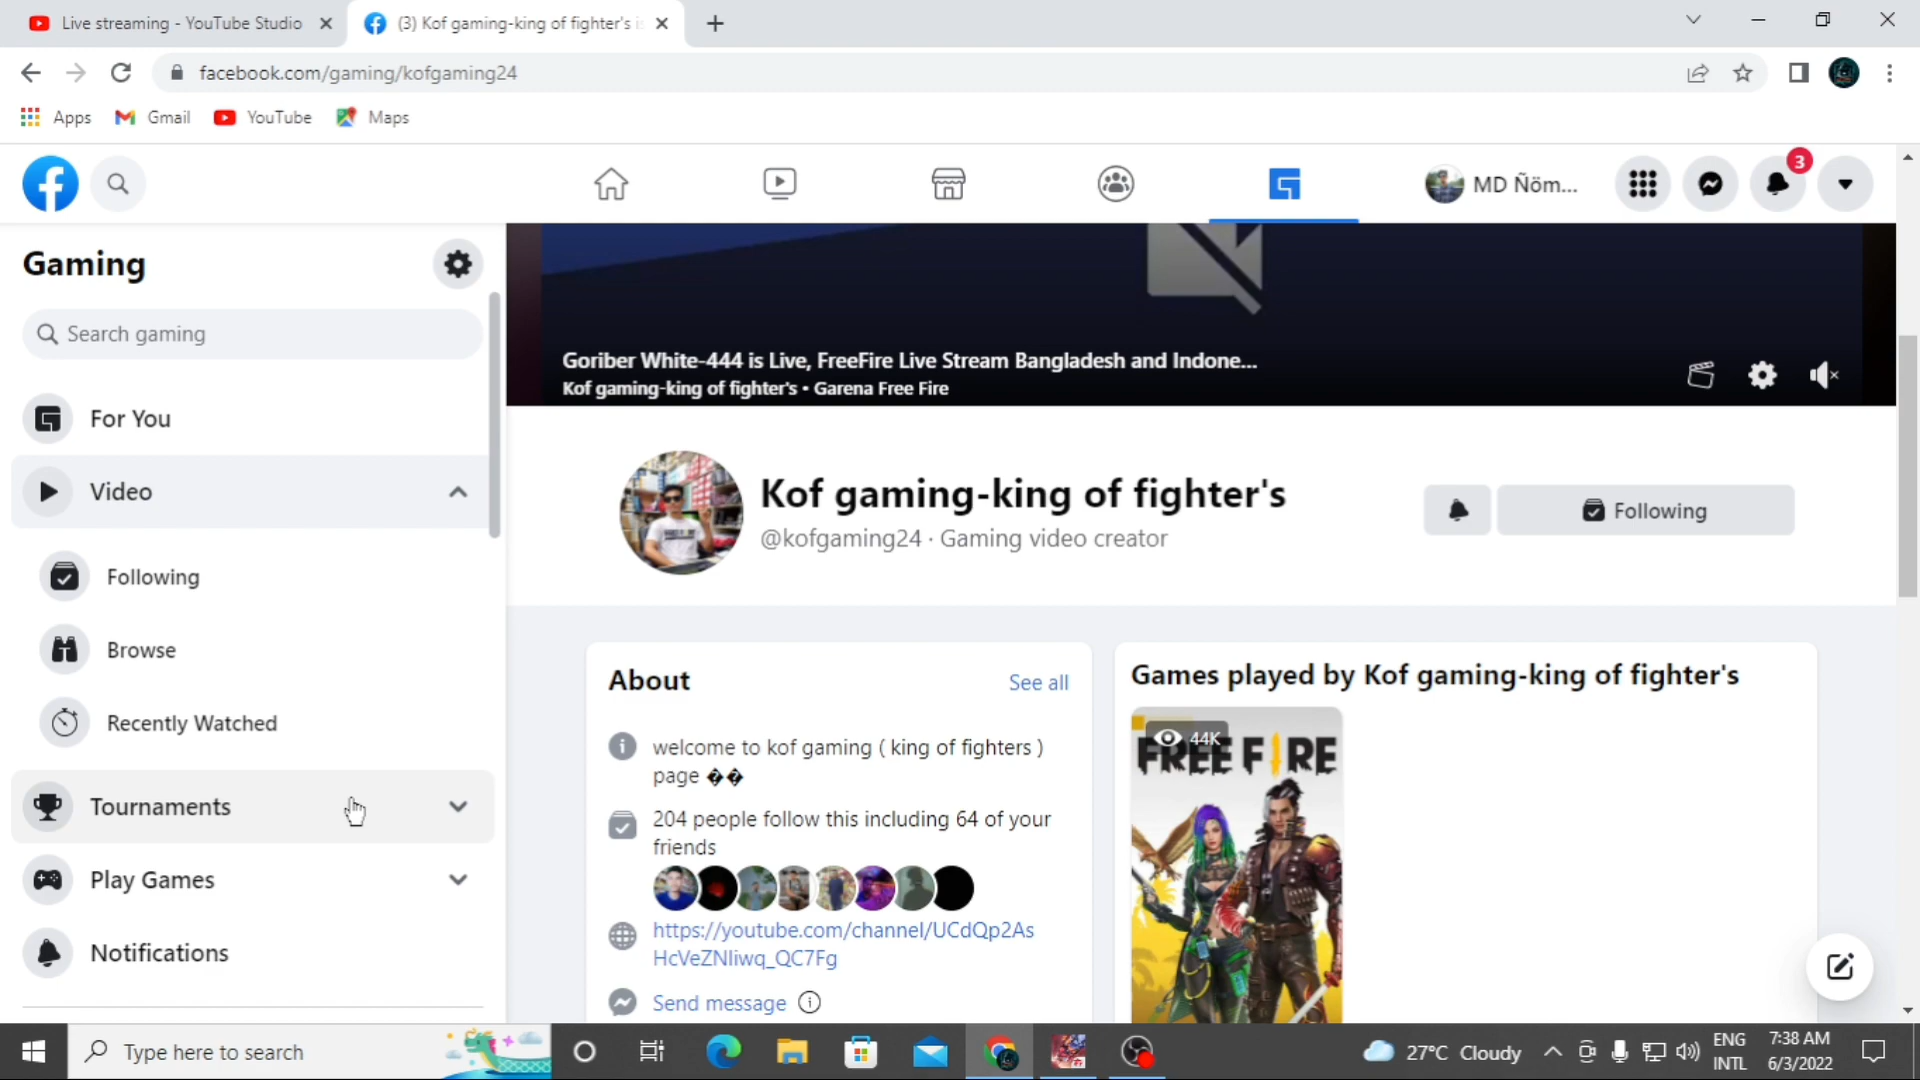 Live streaming - YouTube Studio
(3) Kof gaming-king of fighter's is
facebook.com/gaming/kofgaming24
Apps Gmail YouTube Maps
MD Ñöm... 3
Gaming
Search gaming
For You
Video
Following
Browse
Recently Watched
Tournaments
Play Games
Notifications
Goriber White-444 is Live, FreeFire Live Stream Bangladesh and Indone...
Kof gaming-king of fighter's • Garena Free Fire
Kof gaming-king of fighter's
@kofgaming24 · Gaming video creator
Following
About See all
welcome to kof gaming ( king of fighters )
page ��
204 people follow this including 64 of your
friends
https://youtube.com/channel/UCdQp2As
HcVeZNliwq_QC7Fg
Send message
Games played by Kof gaming-king of fighter's
44K
FREE FIRE
Type here to search
27°C Cloudy
ENG
INTL
7:38 AM
6/3/2022